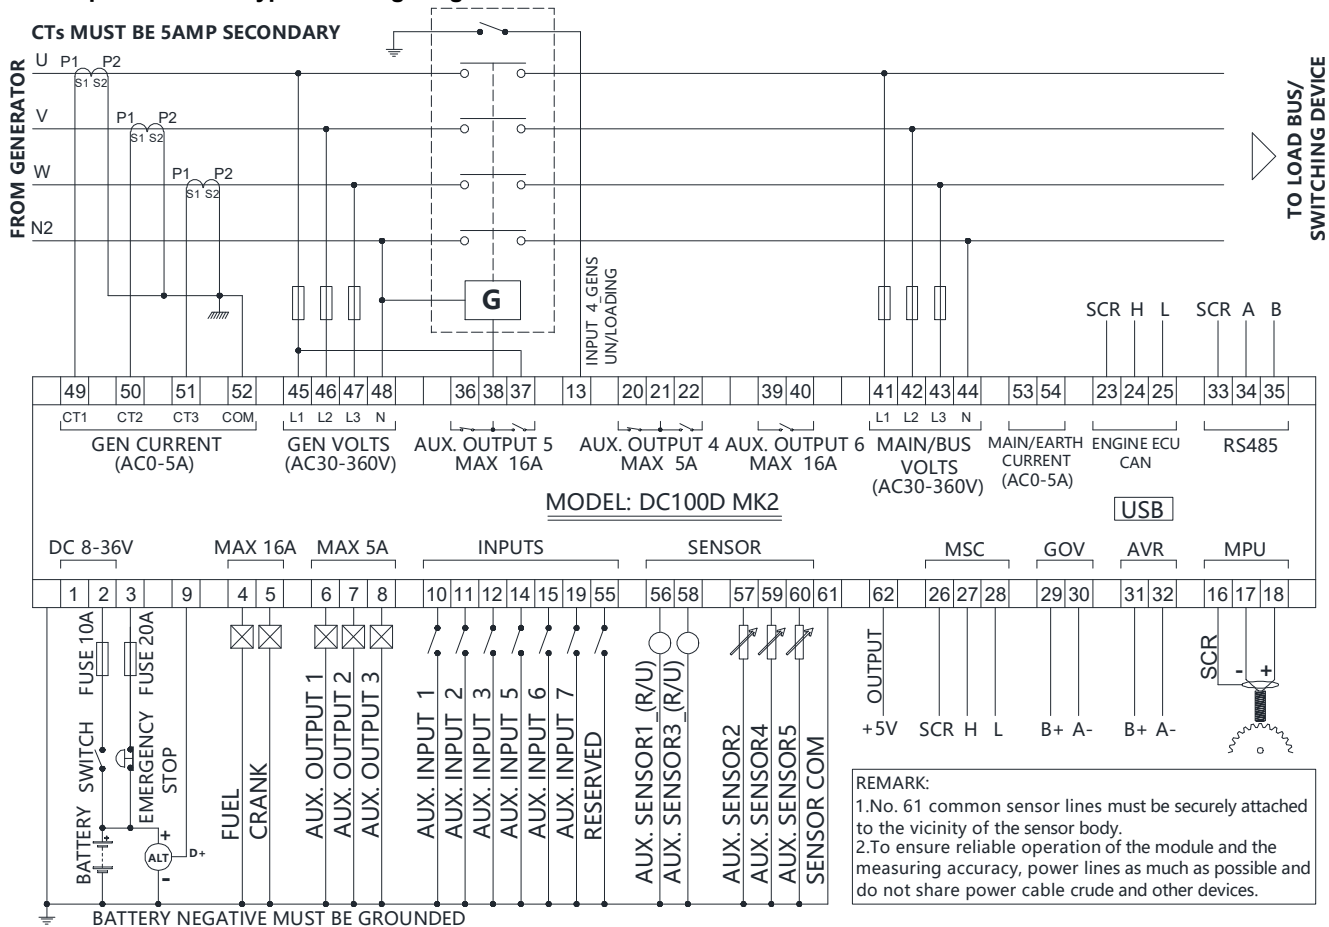 CTs MUST BE 5AMP SECONDARY
FROM GENERATOR
U P1 P2
S1 S2
V P1 P2
S1 S2
W P1 P2
S1 S2
N2
G
INPUT 4_GENS
UN/LOADING
TO LOAD BUS/
SWITCHING DEVICE
SCR H L SCR A B
49 50 51 52 45 46 47 48 36 38 37 13 20 21 22 39 40 41 42 43 44 53 54 23 24 25 33 34 35
CT1 CT2 CT3 COM L1 L2 L3 N L1 L2 L3 N
GEN CURRENT
(AC0-5A)
GEN VOLTS
(AC30-360V)
AUX. OUTPUT 5
MAX 16A
AUX. OUTPUT 4
MAX 5A
AUX. OUTPUT 6
MAX 16A
MAIN/BUS
VOLTS
(AC30-360V)
MAIN/EARTH
CURRENT
(AC0-5A)
ENGINE ECU
CAN
RS485
MODEL: DC100D MK2
USB
DC 8-36V MAX 16A MAX 5A INPUTS SENSOR MSC GOV AVR MPU
1 2 3 9 4 5 6 7 8 10 11 12 14 15 19 55 56 58 57 59 60 61 62 26 27 28 29 30 31 32 16 17 18
FUSE 10A
FUSE 20A
BATTERY SWITCH
EMERGENCY
STOP
+
ALT
D+
-
+
FUEL
CRANK
AUX. OUTPUT 1
AUX. OUTPUT 2
AUX. OUTPUT 3
AUX. INPUT 1
AUX. INPUT 2
AUX. INPUT 3
AUX. INPUT 5
AUX. INPUT 6
AUX. INPUT 7
RESERVED
AUX. SENSOR1_(R/U)
AUX. SENSOR3_(R/U)
AUX. SENSOR2
AUX. SENSOR4
AUX. SENSOR5
SENSOR COM
OUTPUT
+5V
SCR H L
B+ A-
B+ A-
SCR
- +
REMARK:
1.No. 61 common sensor lines must be securely attached
to the vicinity of the sensor body.
2.To ensure reliable operation of the module and the
measuring accuracy, power lines as much as possible and
do not share power cable crude and other devices.
BATTERY NEGATIVE MUST BE GROUNDED